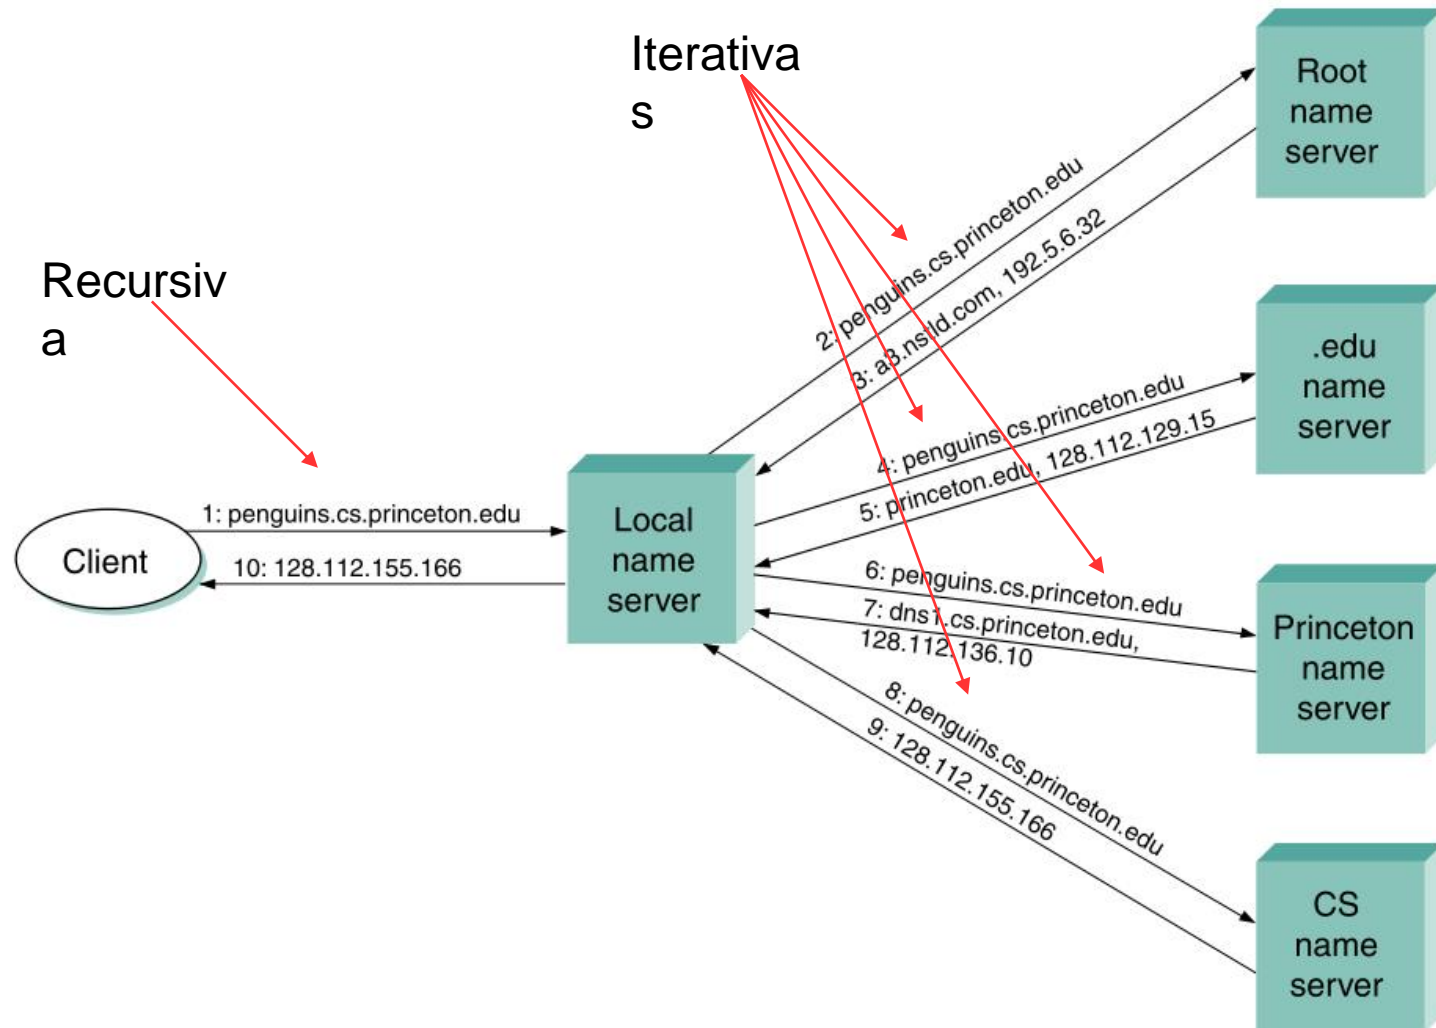 Iterativa
s
Root
name
server
Recursiv
a
2: penguins.cs.princeton.edu
3: a3.nstld.com, 192.5.6.32
.edu
name
server
4: penguins.cs.princeton.edu
5: princeton.edu, 128.112.129.15
Client
1: penguins.cs.princeton.edu
10: 128.112.155.166
Local
name
server
6: penguins.cs.princeton.edu
7: dns1.cs.princeton.edu,
128.112.136.10
Princeton
name
server
8: penguins.cs.princeton.edu
9: 128.112.155.166
CS
name
server